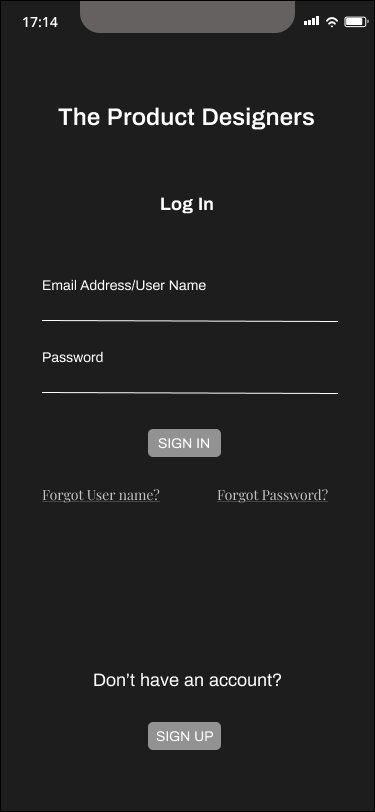 17:14
The Product Designers
Log In
Email Address/User Name
Password
SIGN IN
Forgot User name? Forgot Password?
Don't have an account?
SIGN UP